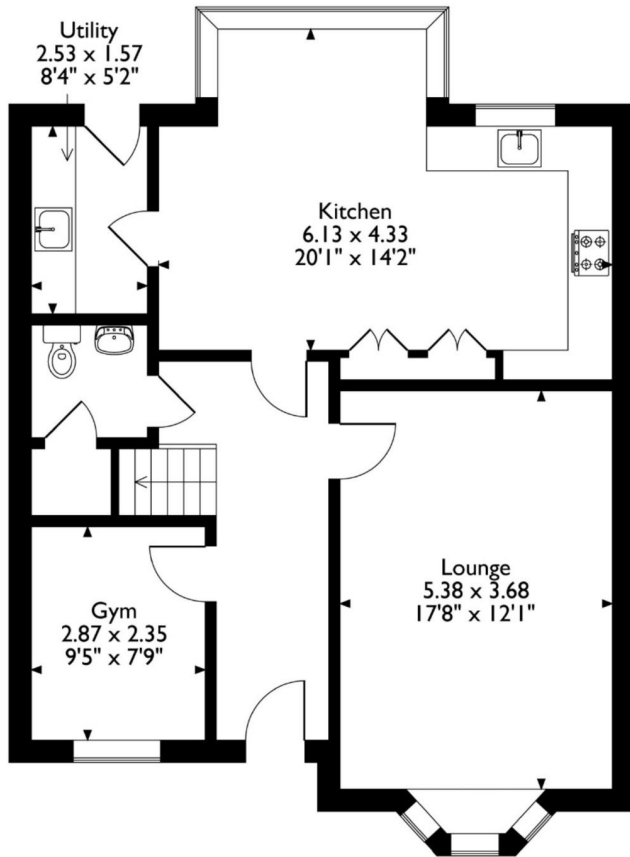 Utility
2.53 x 1.57
8'4" x 5'2"
Kitchen
6.13 x 4.33
20'1" x 14'2"
Lounge
5.38 x 3.68
17'8" x 12'1"
Gym
2.87 x 2.35
9'5" x 7'9"